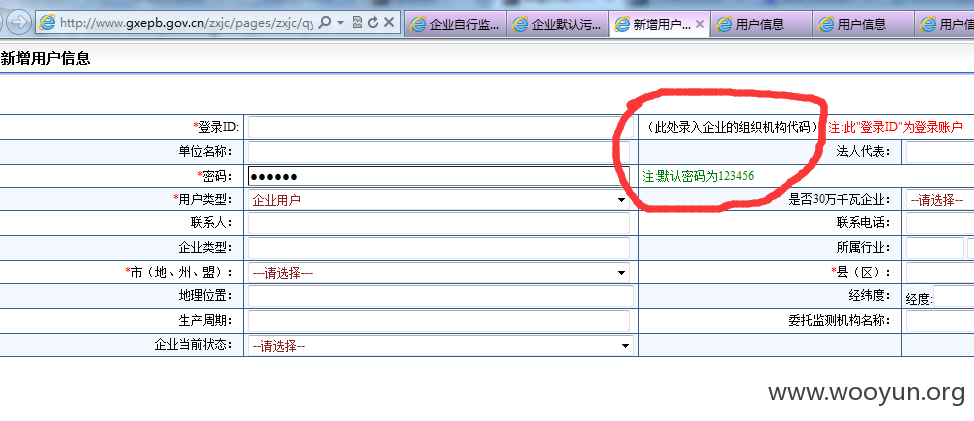 http://www.gxepb.gov.cn/zxjc/pages/zxjc/qy
企业自行监...
企业默认污...
新增用户...
用户信息
用户信息
用户信
新增用户信息
*登录ID: （此处录入企业的组织机构代码） 注:此"登录ID"为登录账户
单位名称： 法人代表：
*密码： ●●●●●● 注:默认密码为123456
*用户类型： 企业用户 是否30万千瓦企业： --请选择--
联系人： 联系电话：
企业类型： 所属行业：
*市（地、州、盟）： ---请选择--- *县（区）：
地理位置： 经纬度： 经度:
生产周期： 委托监测机构名称：
企业当前状态： --请选择--
www.wooyun.org